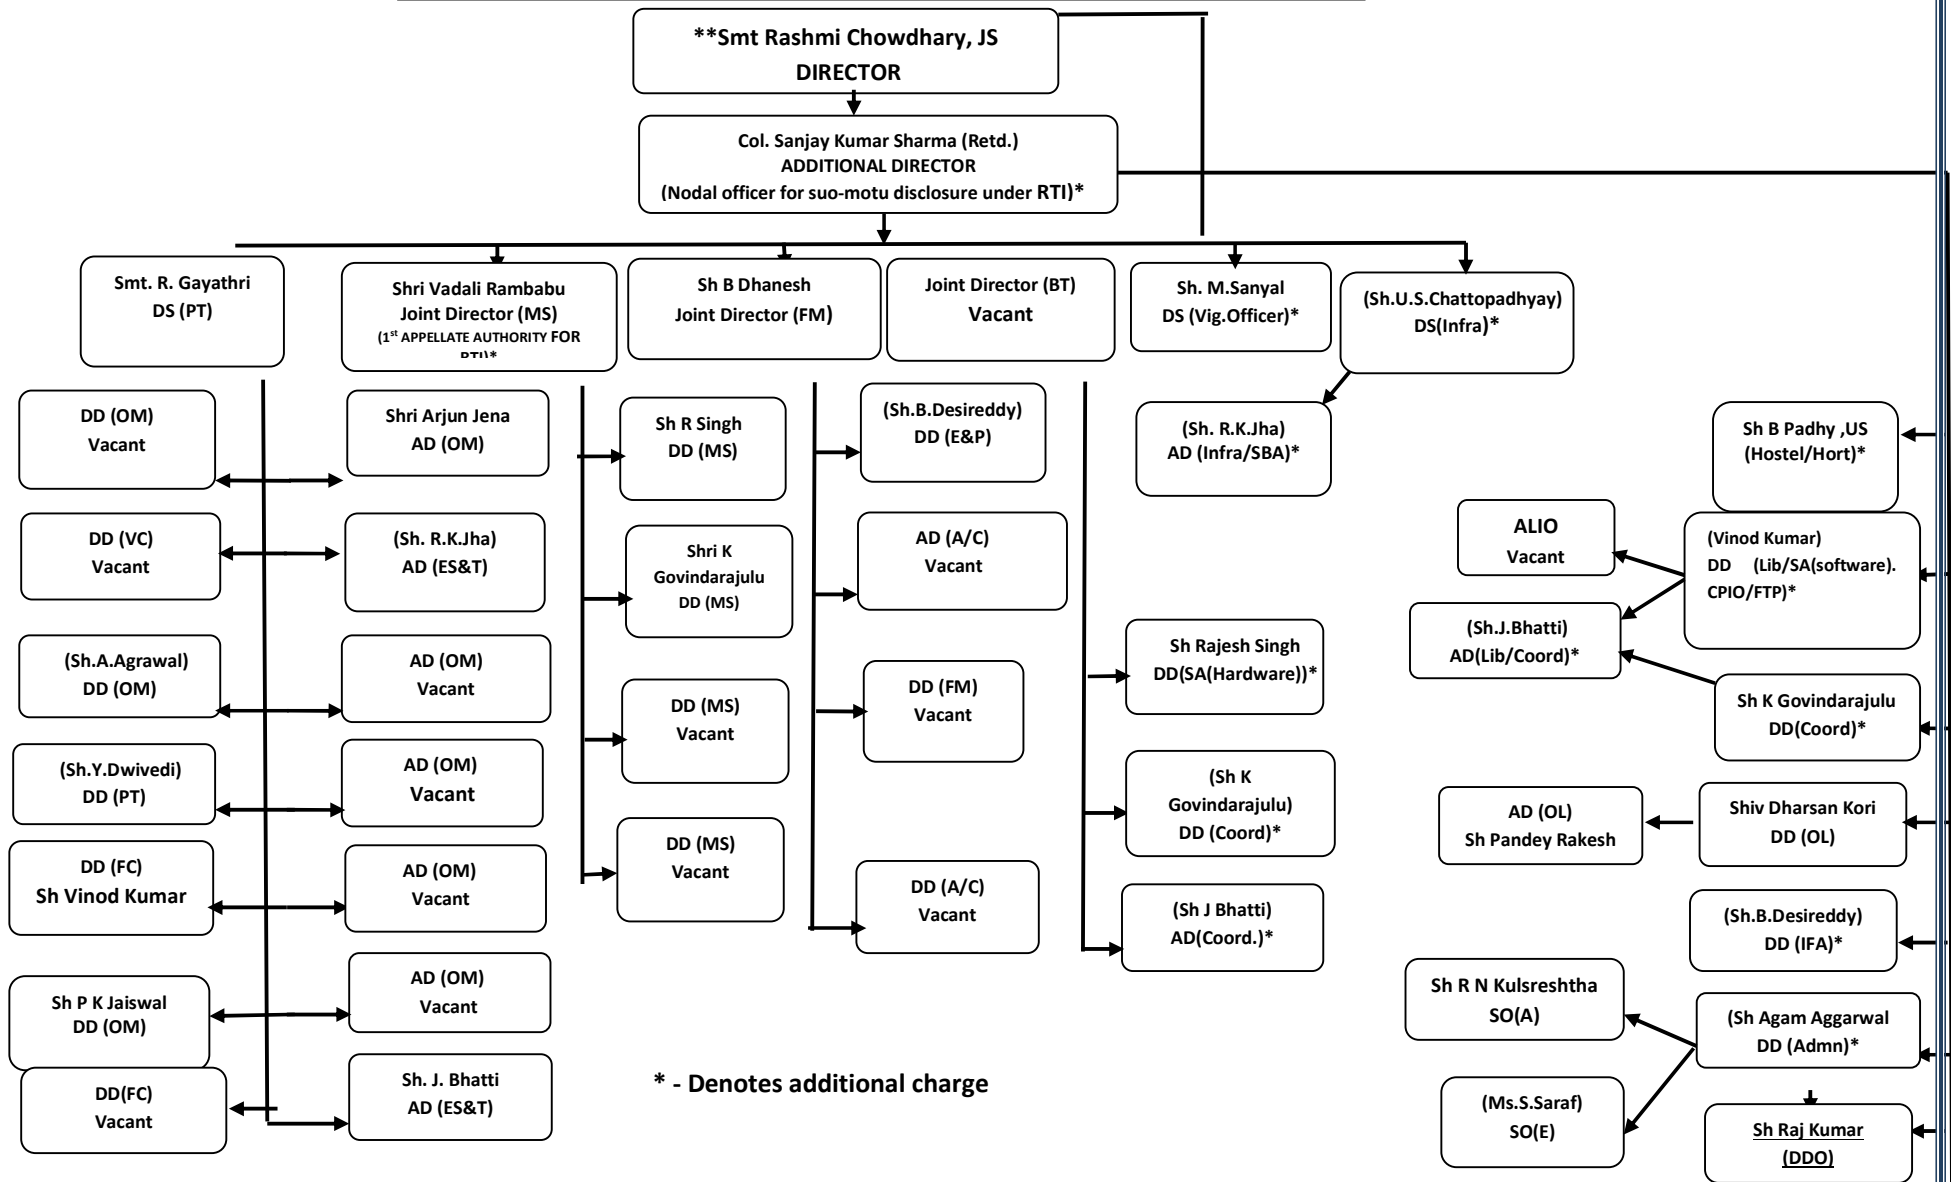 **Smt Rashmi Chowdhary, JS
DIRECTOR
Col. Sanjay Kumar Sharma (Retd.)
ADDITIONAL DIRECTOR
(Nodal officer for suo-motu disclosure under RTI)*
Smt. R. Gayathri
DS (PT)
Shri Vadali Rambabu
Joint Director (MS)
(1st APPELLATE AUTHORITY FOR
RTI)*
Sh B Dhanesh
Joint Director (FM)
Joint Director (BT)
Vacant
Sh. M.Sanyal
DS (Vig.Officer)*
(Sh.U.S.Chattopadhyay)
DS(Infra)*
DD (OM)
Vacant
Shri Arjun Jena
AD (OM)
Sh R Singh
DD (MS)
(Sh.B.Desireddy)
DD (E&P)
(Sh. R.K.Jha)
AD (Infra/SBA)*
Sh B Padhy ,US
(Hostel/Hort)*
DD (VC)
Vacant
(Sh. R.K.Jha)
AD (ES&T)
Shri K
Govindarajulu
DD (MS)
AD (A/C)
Vacant
ALIO
Vacant
(Vinod Kumar)
DD (Lib/SA(software).
CPIO/FTP)*
(Sh.J.Bhatti)
AD(Lib/Coord)*
(Sh.A.Agrawal)
DD (OM)
AD (OM)
Vacant
DD (MS)
Vacant
DD (FM)
Vacant
Sh Rajesh Singh
DD(SA(Hardware))*
Sh K Govindarajulu
DD(Coord)*
(Sh.Y.Dwivedi)
DD (PT)
AD (OM)
Vacant
(Sh K
Govindarajulu)
DD (Coord)*
AD (OL)
Sh Pandey Rakesh
Shiv Dharsan Kori
DD (OL)
DD (FC)
Sh Vinod Kumar
AD (OM)
Vacant
DD (MS)
Vacant
DD (A/C)
Vacant
(Sh J Bhatti)
AD(Coord.)*
(Sh.B.Desireddy)
DD (IFA)*
Sh P K Jaiswal
DD (OM)
AD (OM)
Vacant
Sh R N Kulsreshtha
SO(A)
(Sh Agam Aggarwal
DD (Admn)*
DD(FC)
Vacant
Sh. J. Bhatti
AD (ES&T)
* - Denotes additional charge
(Ms.S.Saraf)
SO(E)
Sh Raj Kumar
(DDO)